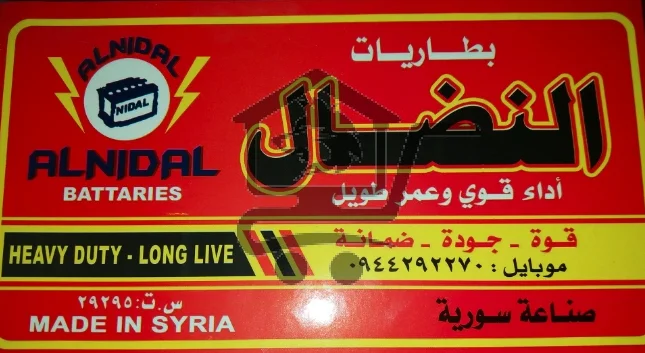 ALNIDAL
NIDAL
ALNIDAL
BATTARIES
بطاريات
النضال
أداء قوي وعمر طويل
HEAVY DUTY - LONG LIVE
قوة - جودة - ضمانة
موبايل : ٠٩٤٤٢٩٢٢٧٠
س.ت: ٢٩٢٩٥
MADE IN SYRIA
صناعة سورية